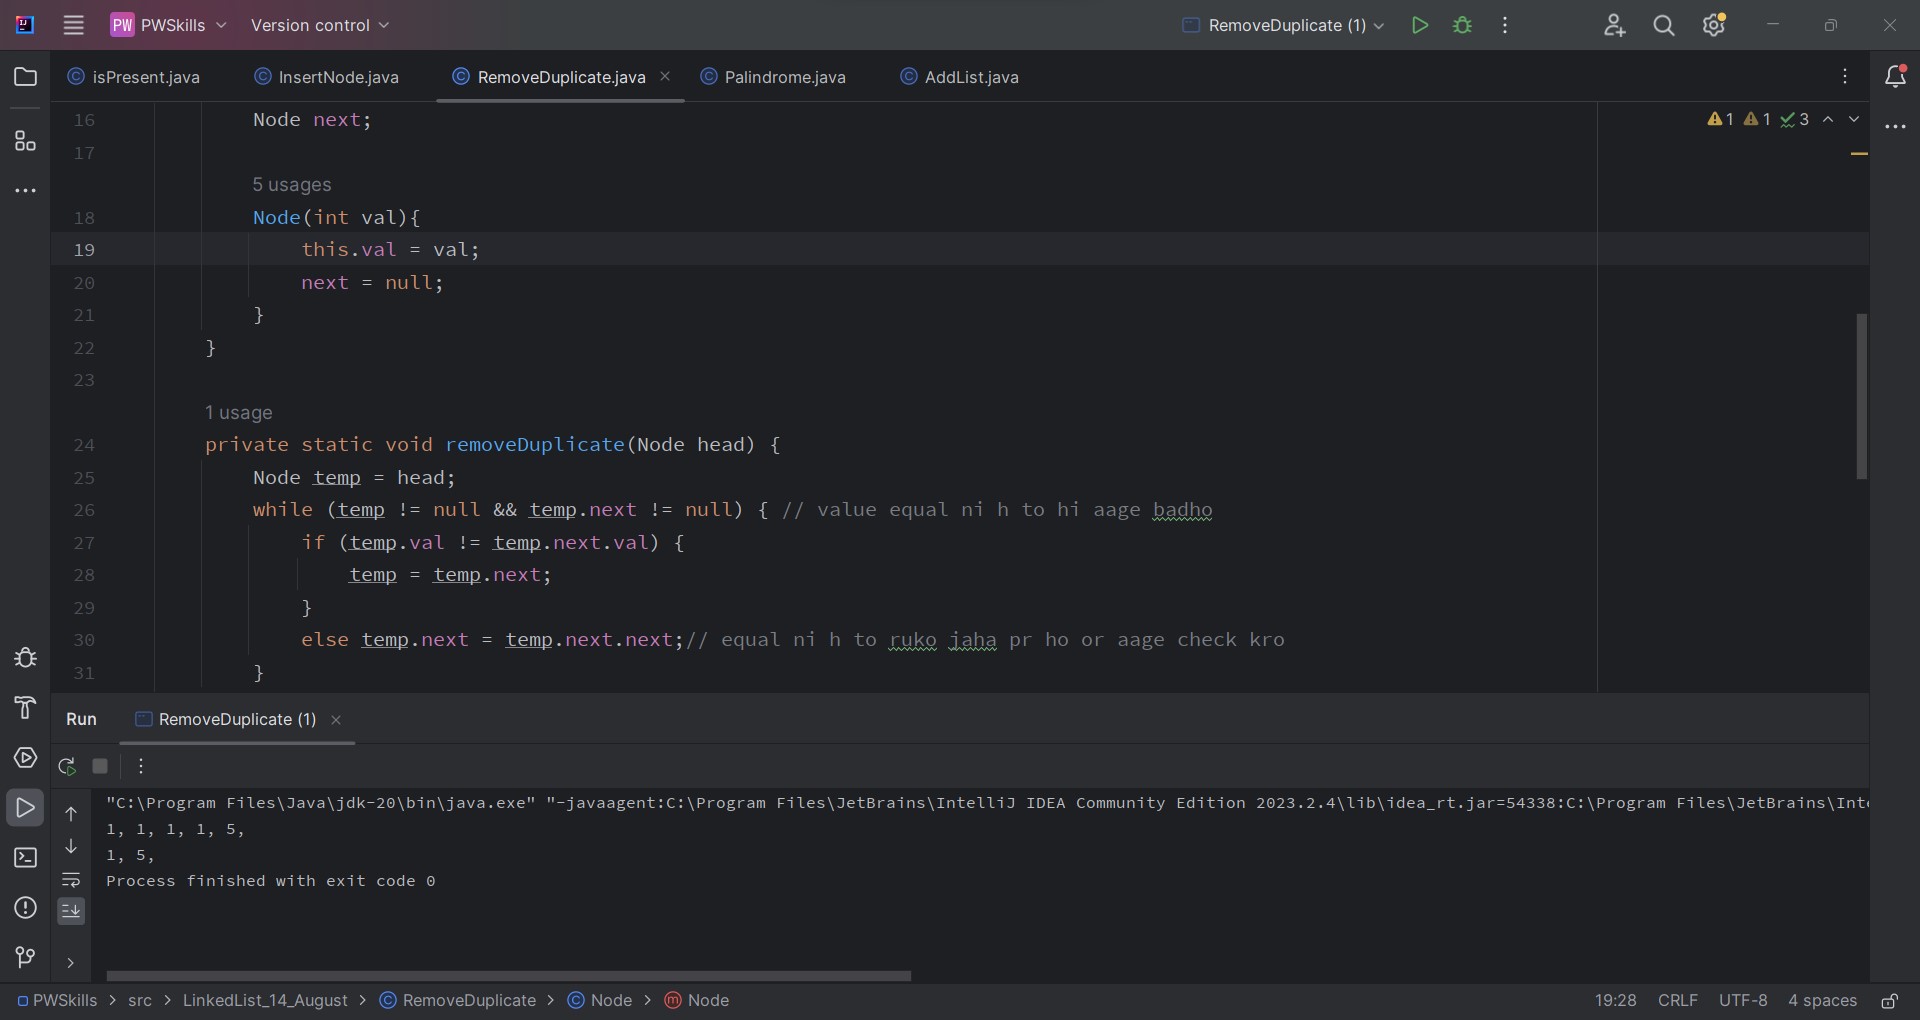 PW PWSkills Version control RemoveDuplicate (1)
isPresent.java InsertNode.java RemoveDuplicate.java Palindrome.java AddList.java
16 Node next; 1 1 3
17
5 usages
18 Node(int val){
19 this.val = val;
20 next = null;
21 }
22 }
23
1 usage
24 private static void removeDuplicate(Node head) {
25 Node temp = head;
26 while (temp != null && temp.next != null) { // value equal ni h to hi aage badho
27 if (temp.val != temp.next.val) {
28 temp = temp.next;
29 }
30 else temp.next = temp.next.next;// equal ni h to ruko jaha pr ho or aage check kro
31 }
Run RemoveDuplicate (1)
"C:\Program Files\Java\jdk-20\bin\java.exe" "-javaagent:C:\Program Files\JetBrains\IntelliJ IDEA Community Edition 2023.2.4\lib\idea_rt.jar=54338:C:\Program Files\JetBrains\Inte
1, 1, 1, 1, 5,
1, 5,
Process finished with exit code 0
PWSkills > src > LinkedList_14_August > RemoveDuplicate > Node > Node 19:28 CRLF UTF-8 4 spaces